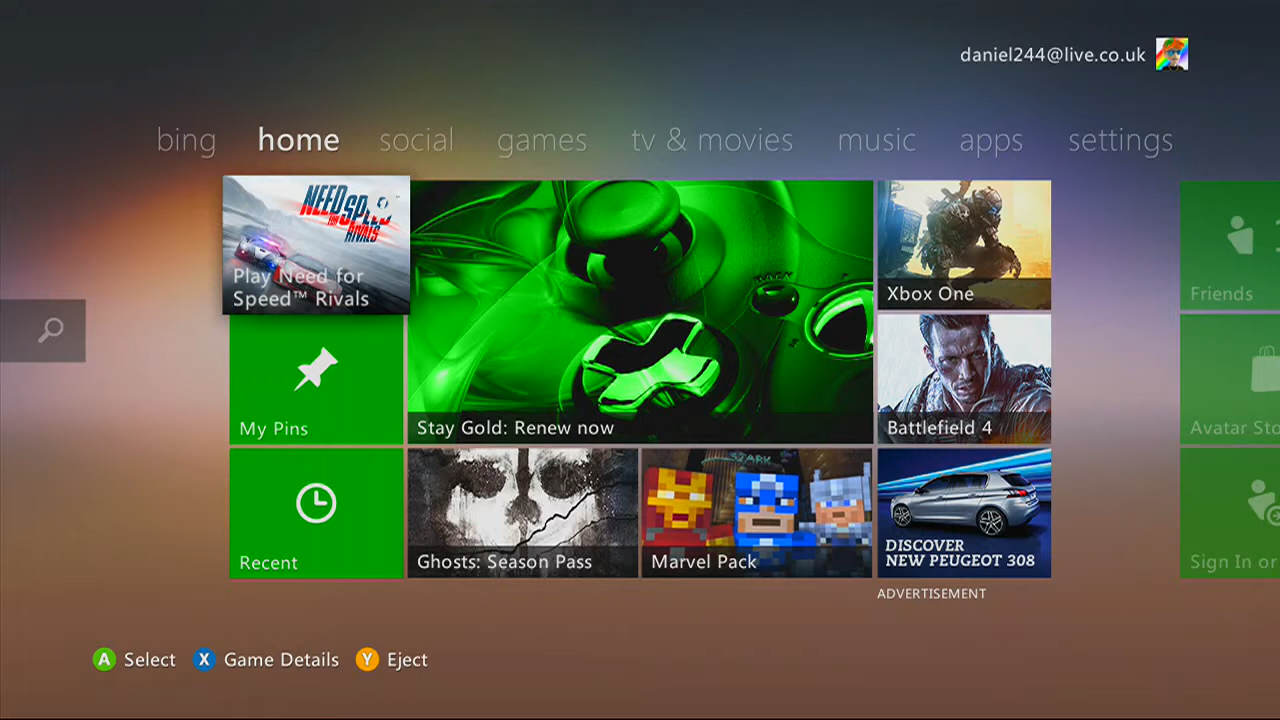 daniel244@live.co.uk
bing home social games tv & movies music apps settings
NEED
FOR SPEED
RIVALS
Play Need for
Speed™ Rivals
Xbox One
Friends
BACK
My Pins
Stay Gold: Renew now
Battlefield 4
Avatar Sto
STARK
Recent
Ghosts: Season Pass
Marvel Pack
DISCOVER
NEW PEUGEOT 308
Sign In or
ADVERTISEMENT
A Select X Game Details Y Eject